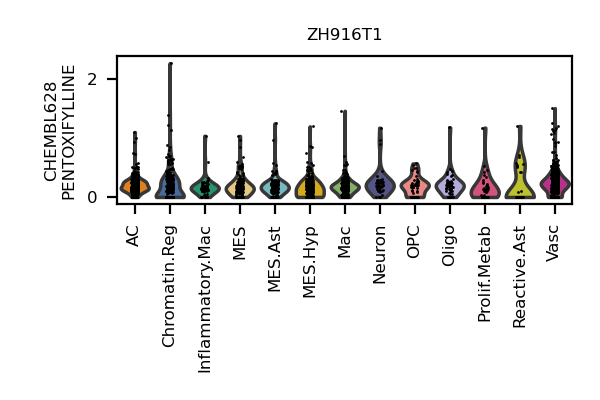 ZH916T1
CHEMBL628
PENTOXIFYLLINE
2
0
AC
Chromatin.Reg
Inflammatory.Mac
MES
MES.Ast
MES.Hyp
Mac
Neuron
OPC
Oligo
Prolif.Metab
Reactive.Ast
Vasc